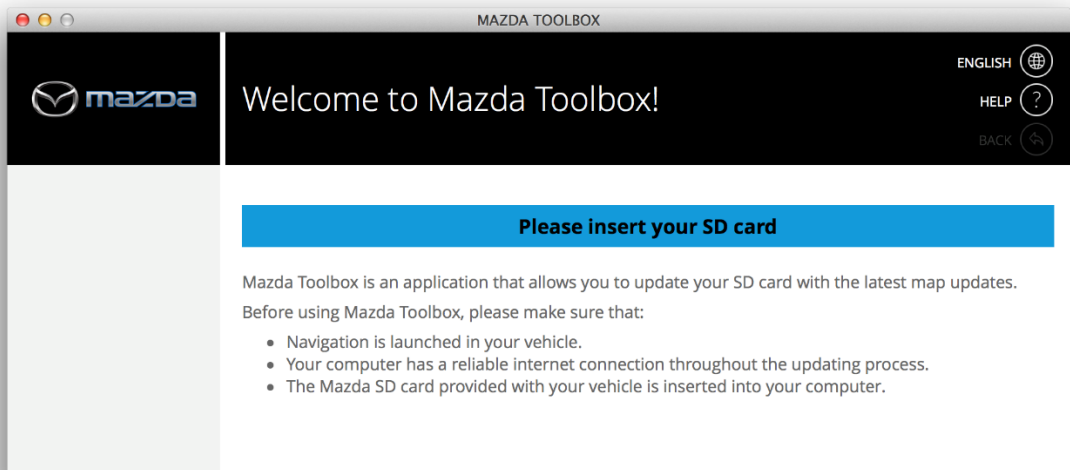 MAZDA TOOLBOX
mazda
Welcome to Mazda Toolbox!
ENGLISH
HELP ?
BACK
Please insert your SD card
Mazda Toolbox is an application that allows you to update your SD card with the latest map updates.
Before using Mazda Toolbox, please make sure that:
• Navigation is launched in your vehicle.
• Your computer has a reliable internet connection throughout the updating process.
• The Mazda SD card provided with your vehicle is inserted into your computer.